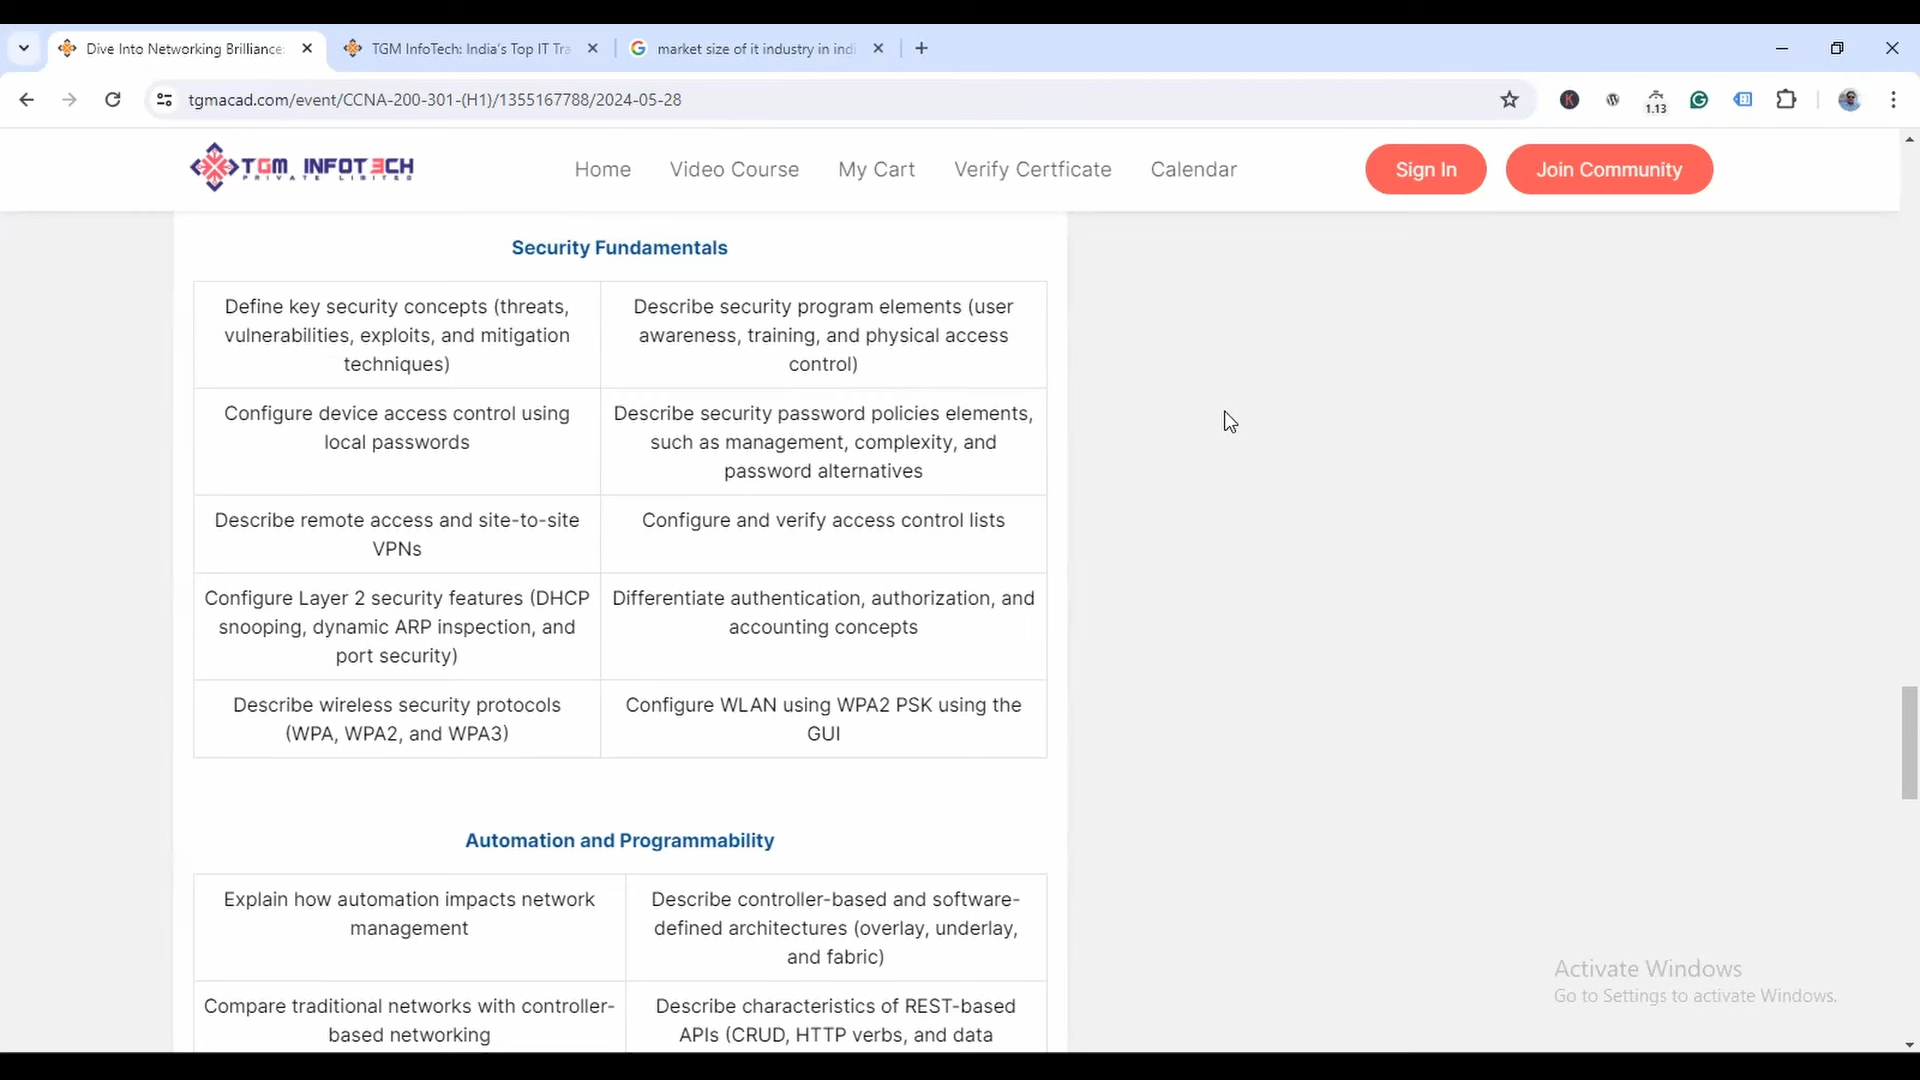 Dive Into Networking Brilliance:
TGM InfoTech: India's Top IT Tra
market size of it industry in indi
tgmacad.com/event/CCNA-200-301-(H1)/1355167788/2024-05-28
1.13
TGM INFOT3CH
PRIVATE LIMITED
Home
Video Course
My Cart
Verify Certficate
Calendar
Sign In
Join Community
Security Fundamentals
Define key security concepts (threats,
vulnerabilities, exploits, and mitigation
techniques)
Describe security program elements (user
awareness, training, and physical access
control)
Configure device access control using
local passwords
Describe security password policies elements,
such as management, complexity, and
password alternatives
Describe remote access and site-to-site
VPNs
Configure and verify access control lists
Configure Layer 2 security features (DHCP
snooping, dynamic ARP inspection, and
port security)
Differentiate authentication, authorization, and
accounting concepts
Describe wireless security protocols
(WPA, WPA2, and WPA3)
Configure WLAN using WPA2 PSK using the
GUI
Automation and Programmability
Explain how automation impacts network
management
Describe controller-based and software-
defined architectures (overlay, underlay,
and fabric)
Compare traditional networks with controller-
based networking
Describe characteristics of REST-based
APIs (CRUD, HTTP verbs, and data
Activate Windows
Go to Settings to activate Windows.